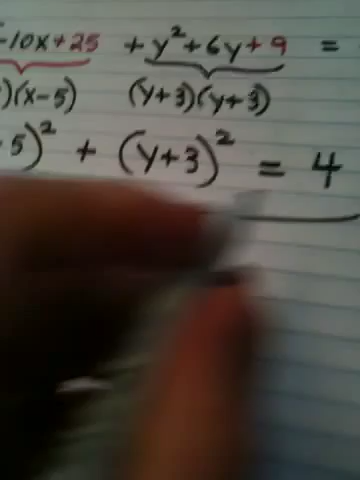 -10x+25 + y²+6y+9 =
)(x-5) (y+3)(y+3)
5)² + (y+3)² = 4